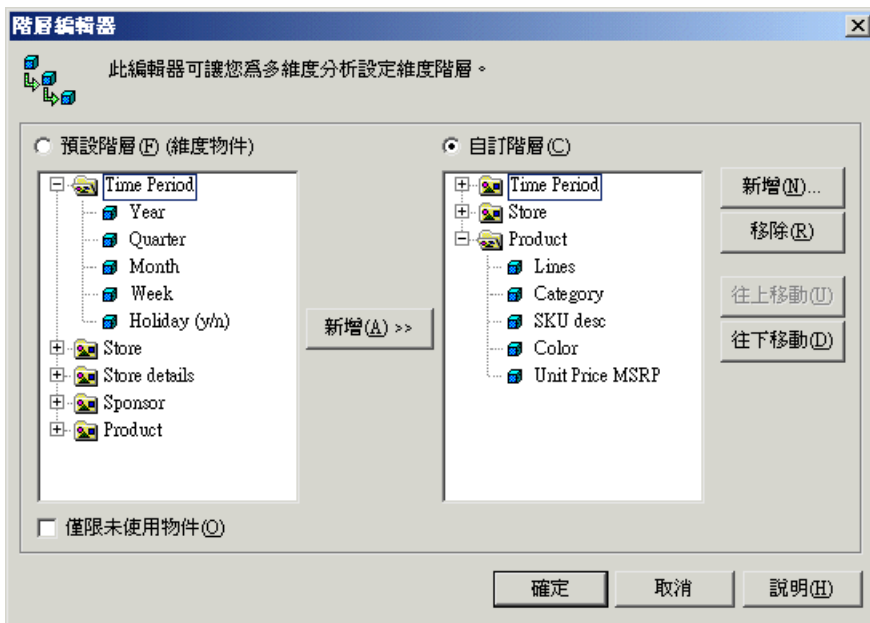 階層編輯器
此編輯器可讓您為多維度分析設定維度階層。
預設階層(F) (維度物件)
Time Period
Year
Quarter
Month
Week
Holiday (y/n)
Store
Store details
Sponsor
Product
僅限未使用物件(O)
新增(A) >>
自訂階層(C)
Time Period
Store
Product
Lines
Category
SKU desc
Color
Unit Price MSRP
新增(N)...
移除(R)
往上移動(U)
往下移動(D)
確定
取消
說明(H)